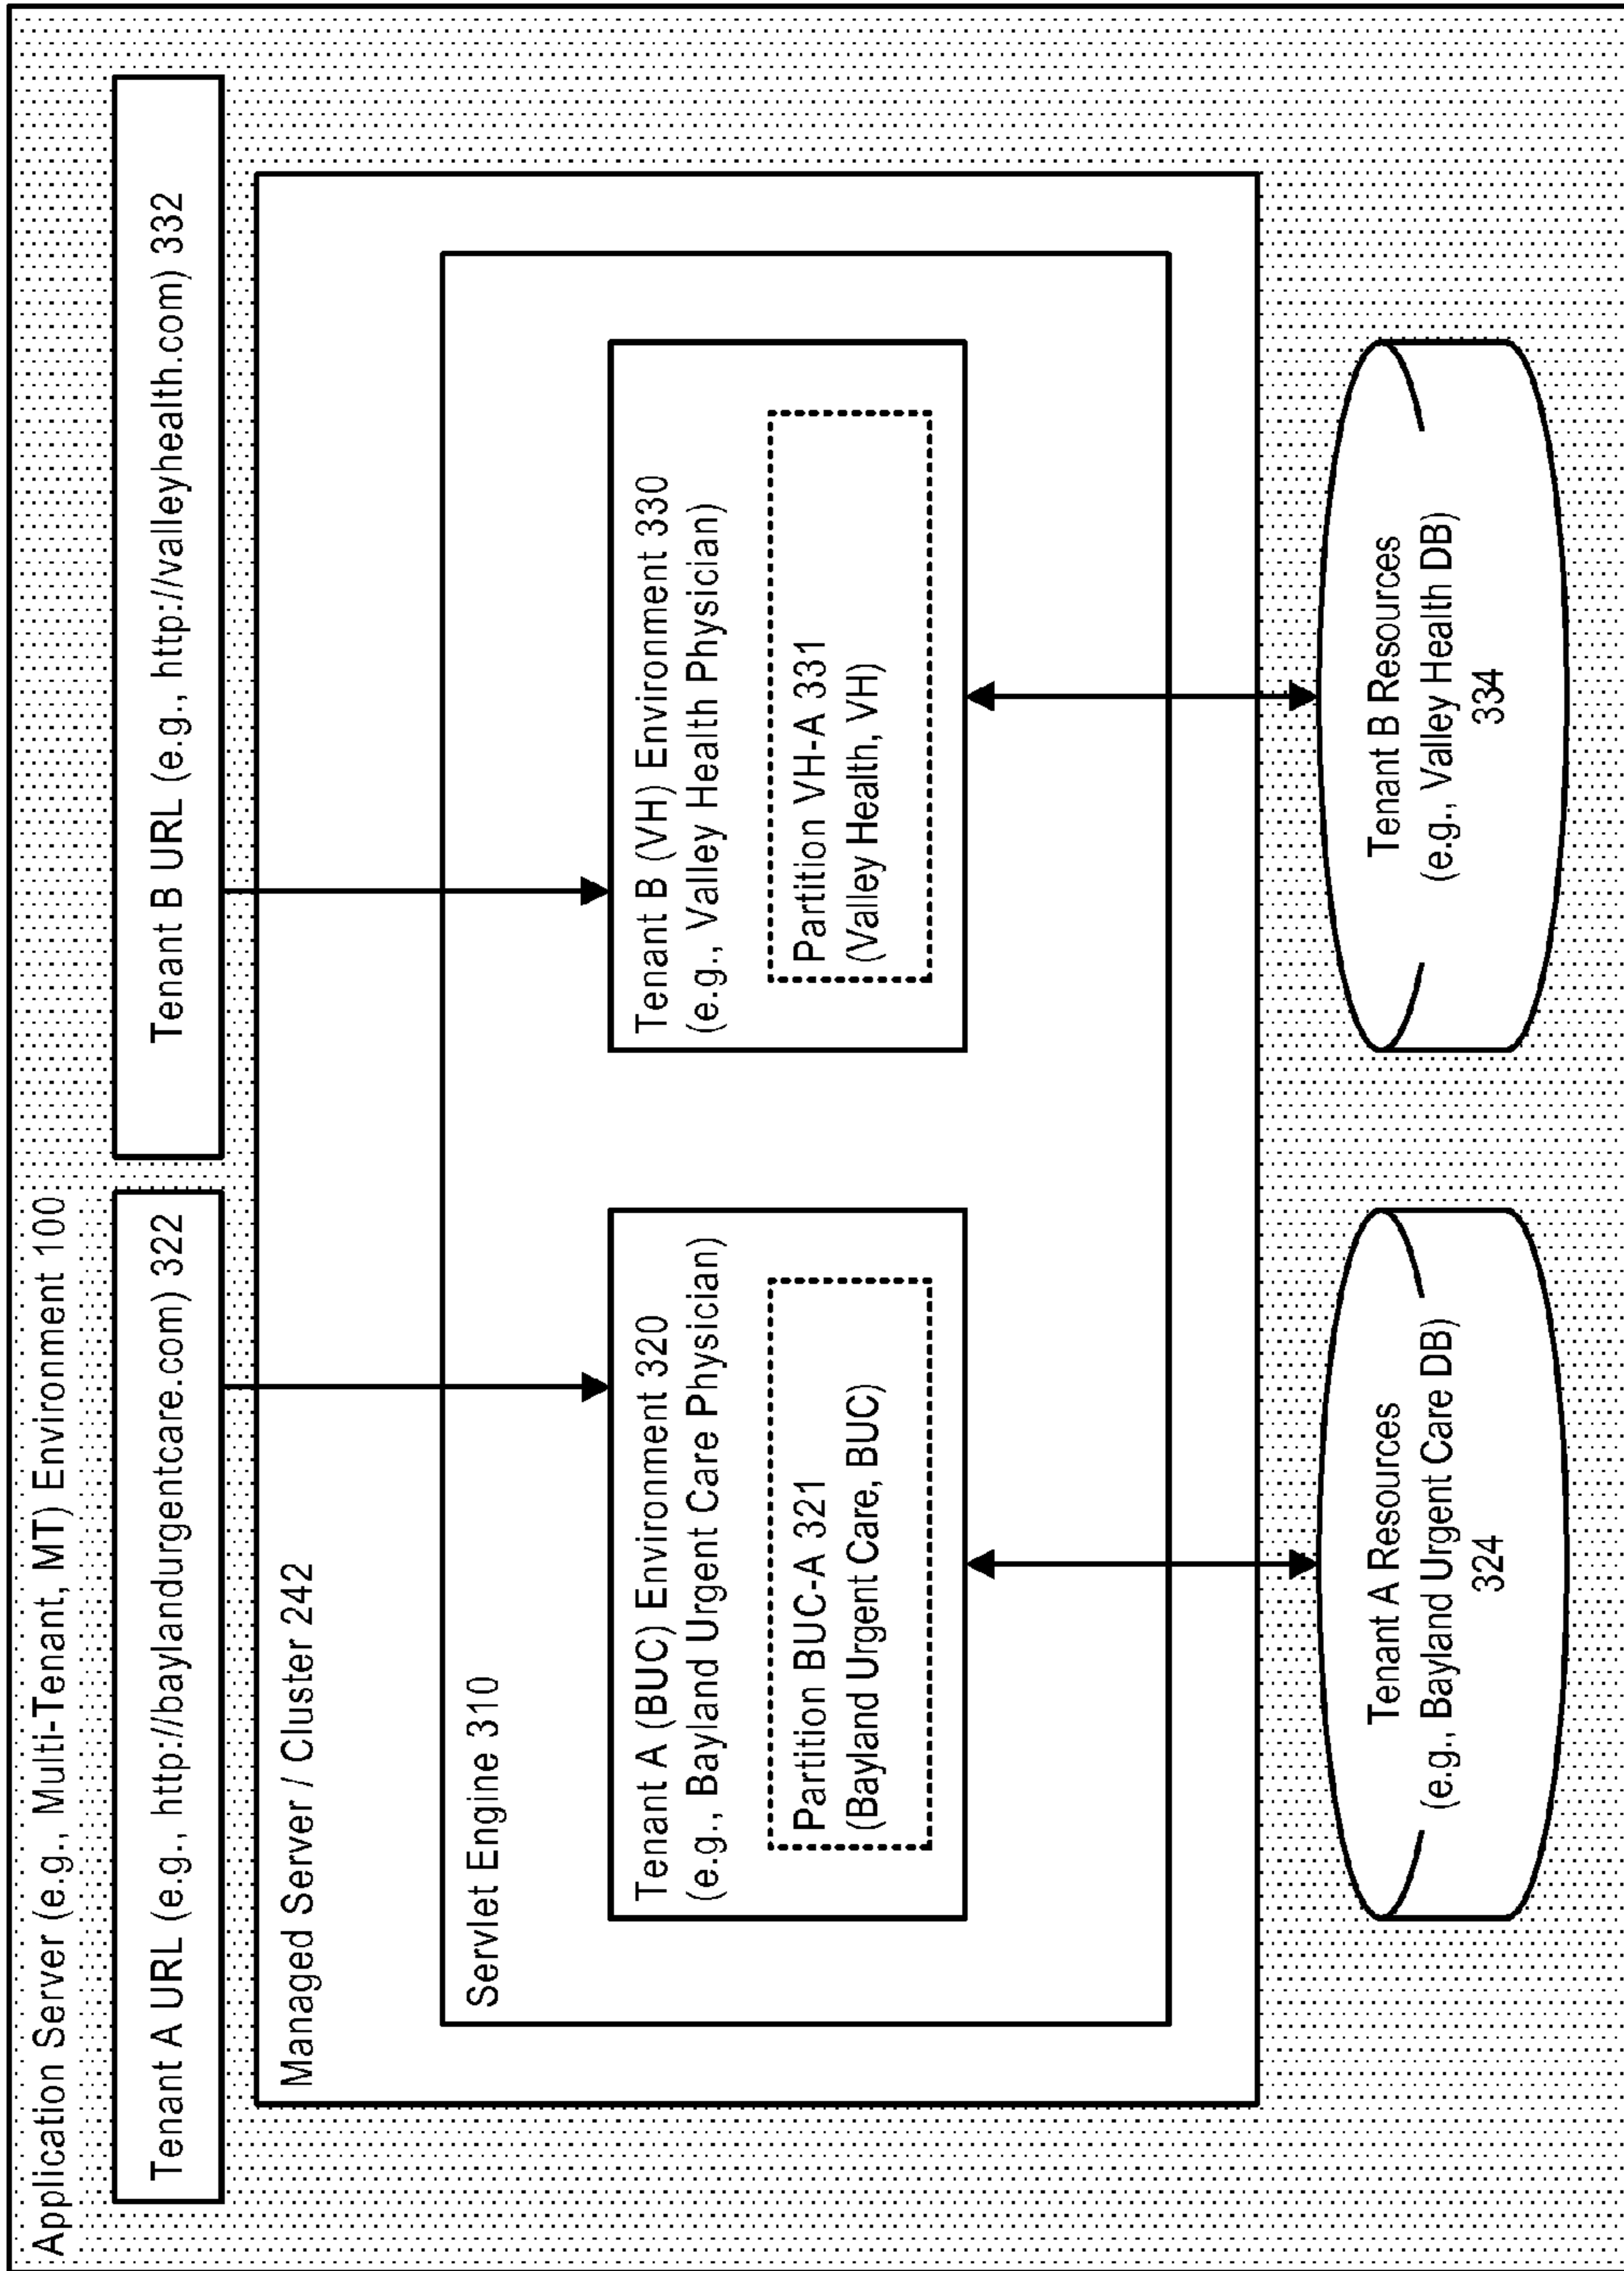 Application Server (e.g., Multi-Tenant, MT) Environment 100
Tenant A URL (e.g., http://baylandurgentcare.com) 322
Tenant B URL (e.g., http://valleyhealth.com) 332
Managed Server / Cluster 242
Servlet Engine 310
Tenant A (BUC) Environment 320
(e.g., Bayland Urgent Care Physician)
Partition BUC-A 321
(Bayland Urgent Care, BUC)
Tenant B (VH) Environment 330
(e.g., Valley Health Physician)
Partition VH-A 331
(Valley Health, VH)
Tenant A Resources
(e.g., Bayland Urgent Care DB)
324
Tenant B Resources
(e.g., Valley Health DB)
334